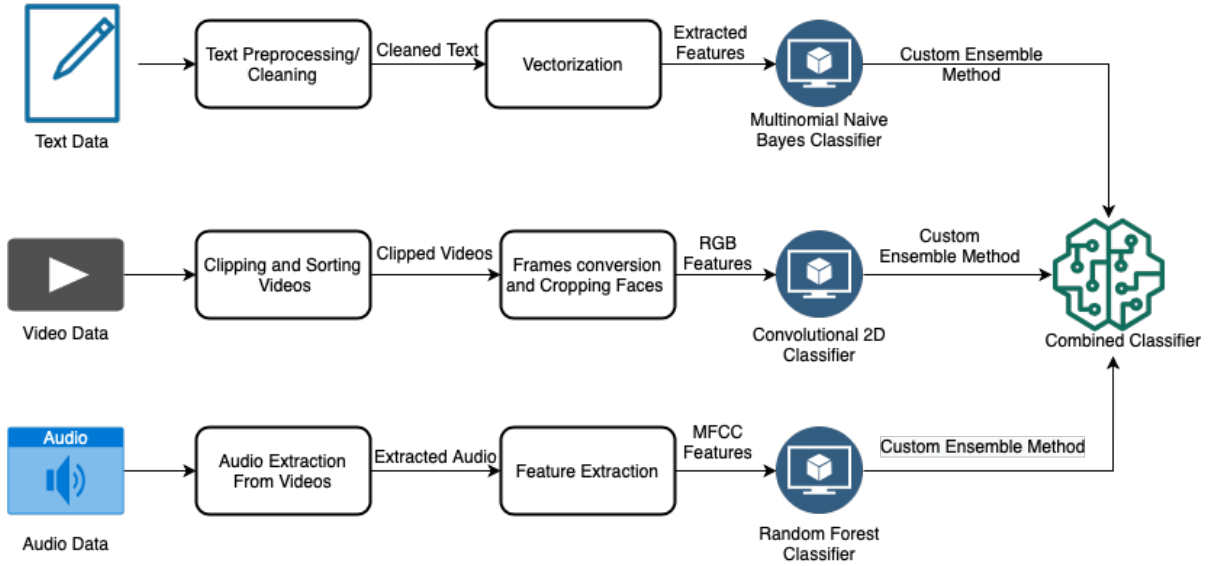 Text Data
Text Preprocessing/
Cleaning
Cleaned Text
Vectorization
Extracted
Features
Multinomial Naive
Bayes Classifier
Custom Ensemble
Method
Video Data
Clipping and Sorting
Videos
Clipped Videos
Frames conversion
and Cropping Faces
RGB
Features
Convolutional 2D
Classifier
Custom
Ensemble Method
Combined Classifier
Audio
Audio Data
Audio Extraction
From Videos
Extracted Audio
Feature Extraction
MFCC
Features
Random Forest
Classifier
Custom Ensemble Method